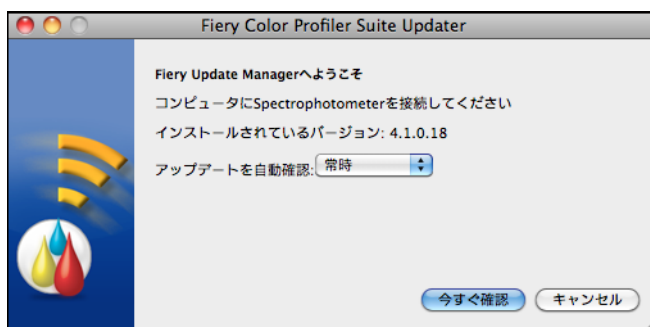 Fiery Color Profiler Suite Updater
Fiery Update Managerへようこそ
コンピュータにSpectrophotometerを接続してください
インストールされているバージョン: 4.1.0.18
アップデートを自動確認: 常時
今すぐ確認 キャンセル